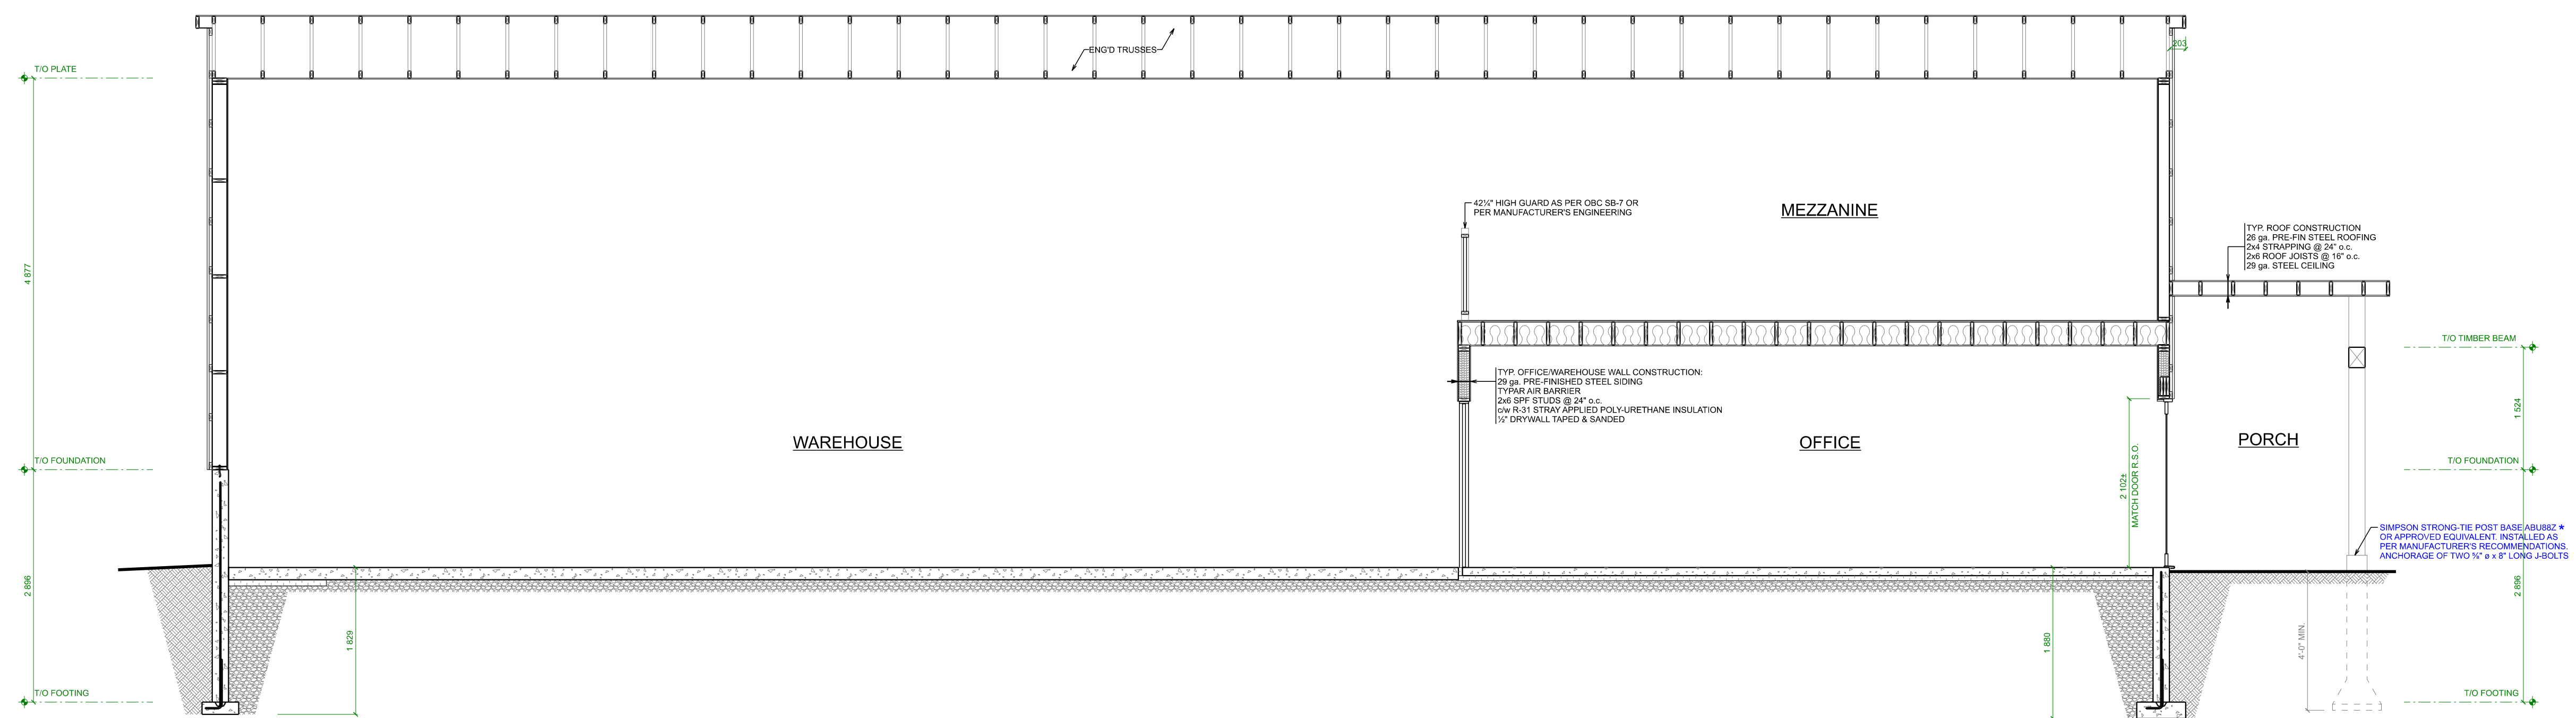 203
ENG'D TRUSSES
T/O PLATE
42¼" HIGH GUARD AS PER OBC SB-7 OR
PER MANUFACTURER'S ENGINEERING
MEZZANINE
TYP. ROOF CONSTRUCTION
26 ga. PRE-FIN STEEL ROOFING
2x4 STRAPPING @ 24" o.c.
2x6 ROOF JOISTS @ 16" o.c.
29 ga. STEEL CEILING
4 877
T/O TIMBER BEAM
TYP. OFFICE/WAREHOUSE WALL CONSTRUCTION:
29 ga. PRE-FINISHED STEEL SIDING
TYPAR AIR BARRIER
2x6 SPF STUDS @ 24" o.c.
c/w R-31 STRAY APPLIED POLY-URETHANE INSULATION
½" DRYWALL TAPED & SANDED
1 524
WAREHOUSE
OFFICE
PORCH
T/O FOUNDATION
T/O FOUNDATION
2 102±
MATCH DOOR R.S.O.
SIMPSON STRONG-TIE POST BASE ABU88Z *
OR APPROVED EQUIVALENT. INSTALLED AS
PER MANUFACTURER'S RECOMMENDATIONS.
ANCHORAGE OF TWO ⅝" ø x 8" LONG J-BOLTS
2 896
2 896
1 829
1 880
4'-0" MIN.
T/O FOOTING
T/O FOOTING